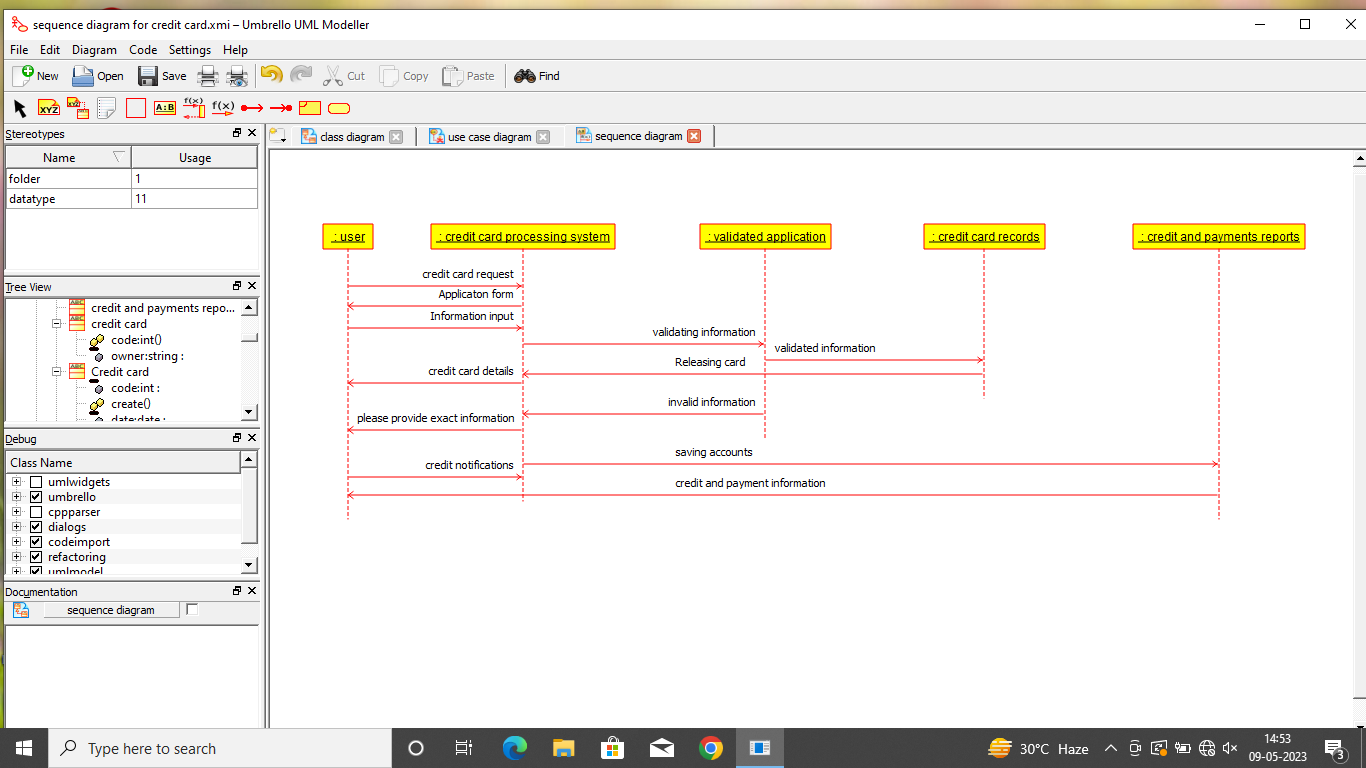 sequence diagram for credit card.xmi – Umbrello UML Modeller
File Edit Diagram Code Settings Help
New Open Save Cut Copy Paste Find
XYZ XYZ A:B f(x) f(x)
Stereotypes
Name Usage
folder 1
datatype 11
Tree View
ABC credit and payments repo...
ABC credit card
code:int()
owner:string :
ABC Credit card
code:int :
create()
date:date :
Debug
Class Name
umlwidgets
umbrello
cppparser
dialogs
codeimport
refactoring
umlmodel
Documentation
sequence diagram
class diagram use case diagram sequence diagram
: user : credit card processing system : validated application : credit card records : credit and payments reports
credit card request
Applicaton form
Information input
validating information
validated information
Releasing card
credit card details
invalid information
please provide exact information
saving accounts
credit notifications
credit and payment information
Type here to search
30°C Haze
14:53
09-05-2023
3